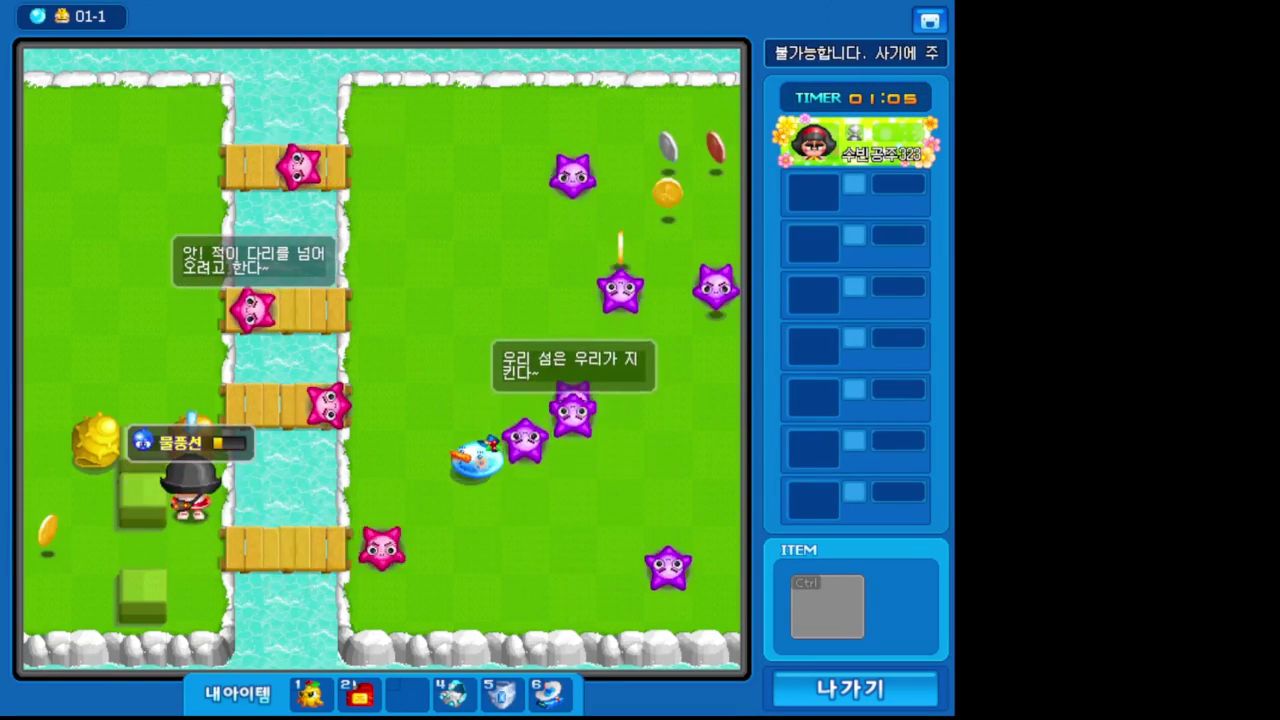 01-1
불가능합니다. 사기에 주
TIMER 01:05
수빈공주323
앗! 적이 다리를 넘어
오려고 한다~
우리 섬은 우리가 지
킨다~
물풍선
ITEM
Ctrl
내아이템
1
2
4
5
6
나가기